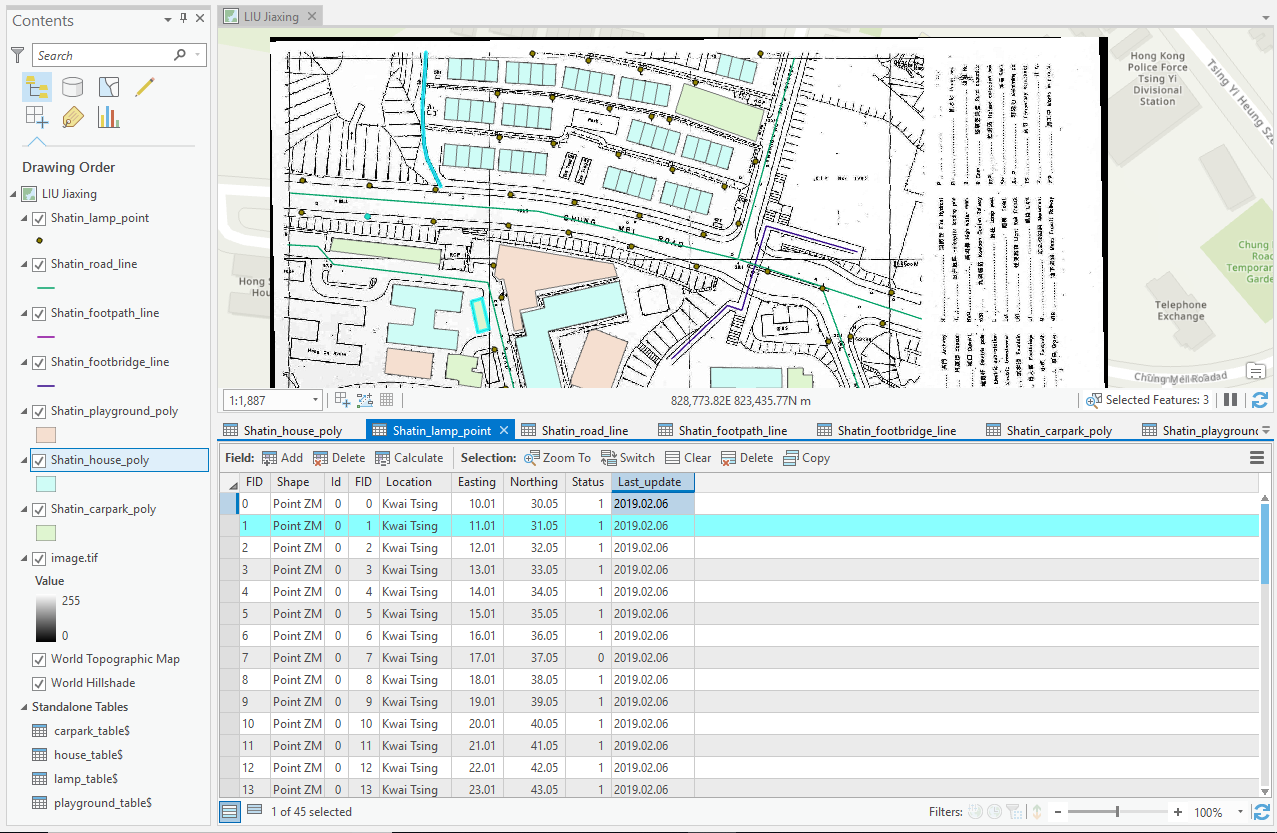 Contents
Search
Drawing Order
LIU Jiaxing
Shatin_lamp_point
Shatin_road_line
Shatin_footpath_line
Shatin_footbridge_line
Shatin_playground_poly
Shatin_house_poly
Shatin_carpark_poly
image.tif
Value
255
0
World Topographic Map
World Hillshade
Standalone Tables
carpark_table$
house_table$
lamp_table$
playground_table$
LIU Jiaxing
Hong Kong
Police Force
Tsing Yi
Divisional
Station
Tsing Yi Heung Sz
Chung
Road
Temporar
Garde
Telephone
Exchange
Hong S
Hou
CHUNG MEI ROAD
Park
1:1,887
828,773.82E 823,435.77N m
Selected Features: 3
Shatin_house_poly Shatin_lamp_point Shatin_road_line Shatin_footpath_line Shatin_footbridge_line Shatin_carpark_poly Shatin_playground
Field: Add Delete Calculate Selection: Zoom To Switch Clear Delete Copy
FID Shape Id FID Location Easting Northing Status Last_update
0 Point ZM 0 0 Kwai Tsing 10.01 30.05 1 2019.02.06
1 Point ZM 0 1 Kwai Tsing 11.01 31.05 1 2019.02.06
2 Point ZM 0 2 Kwai Tsing 12.01 32.05 1 2019.02.06
3 Point ZM 0 3 Kwai Tsing 13.01 33.05 1 2019.02.06
4 Point ZM 0 4 Kwai Tsing 14.01 34.05 1 2019.02.06
5 Point ZM 0 5 Kwai Tsing 15.01 35.05 1 2019.02.06
6 Point ZM 0 6 Kwai Tsing 16.01 36.05 1 2019.02.06
7 Point ZM 0 7 Kwai Tsing 17.01 37.05 0 2019.02.06
8 Point ZM 0 8 Kwai Tsing 18.01 38.05 1 2019.02.06
9 Point ZM 0 9 Kwai Tsing 19.01 39.05 1 2019.02.06
10 Point ZM 0 10 Kwai Tsing 20.01 40.05 1 2019.02.06
11 Point ZM 0 11 Kwai Tsing 21.01 41.05 1 2019.02.06
12 Point ZM 0 12 Kwai Tsing 22.01 42.05 1 2019.02.06
13 Point ZM 0 13 Kwai Tsing 23.01 43.05 1 2019.02.06
1 of 45 selected
Filters:
100%